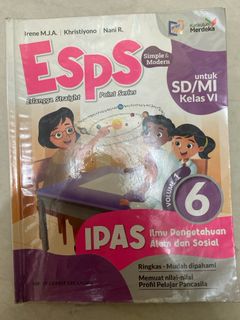 Irene M.J.A. Khristiyono Nani R.
Kurikulum
Merdeka
ESPS
Simple &
Modern
Erlangga Straight Point Series
untuk
SD/MI
Kelas VI
VOLUME 1
6
IPAS
Ilmu Pengetahuan
Alam dan Sosial
Ringkas - Mudah dipahami
Memuat nilai-nilai
Profil Pelajar Pancasila